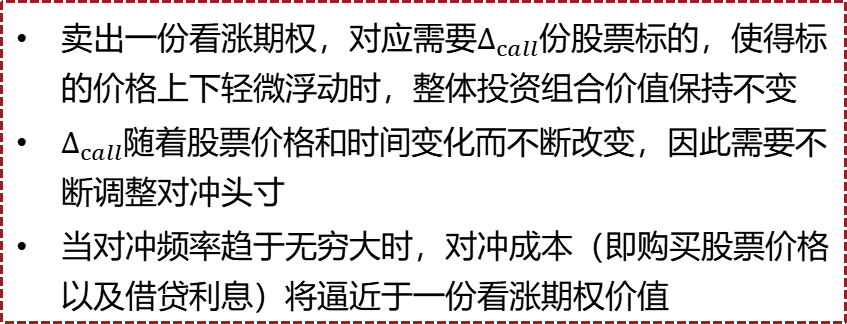 • 卖出一份看涨期权，对应需要Δcall份股票标的，使得标
的价格上下轻微浮动时，整体投资组合价值保持不变
• Δcall随着股票价格和时间变化而不断改变，因此需要不
断调整对冲头寸
• 当对冲频率趋于无穷大时，对冲成本（即购买股票价格
以及借贷利息）将逼近于一份看涨期权价值